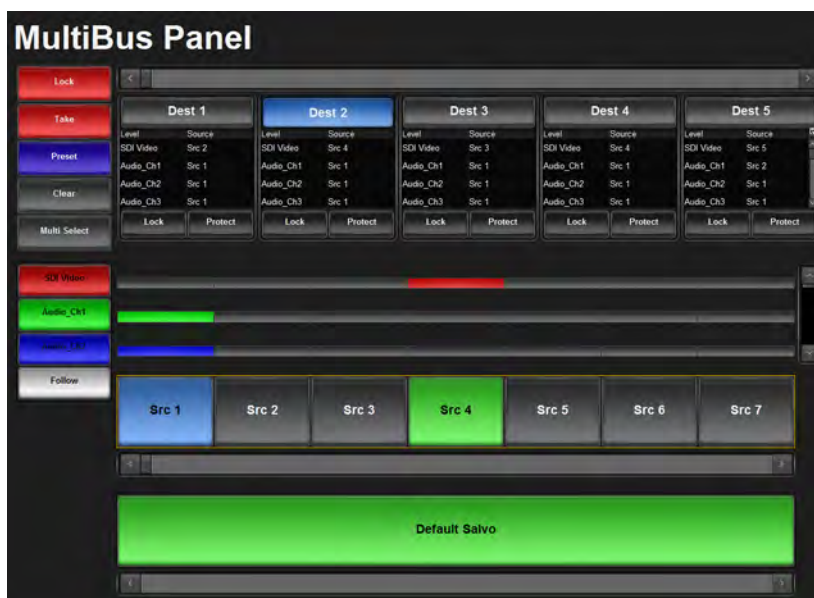 MultiBus Panel
Lock
Take
Preset
Clear
Multi Select
Dest 1 Dest 2 Dest 3 Dest 4 Dest 5
Level Source Level Source Level Source Level Source Level Source
SDI Video Src 2 SDI Video Src 4 SDI Video Src 3 SDI Video Src 4 SDI Video Src 5
Audio_Ch1 Src 1 Audio_Ch1 Src 1 Audio_Ch1 Src 1 Audio_Ch1 Src 1 Audio_Ch1 Src 2
Audio_Ch2 Src 1 Audio_Ch2 Src 1 Audio_Ch2 Src 1 Audio_Ch2 Src 1 Audio_Ch2 Src 1
Audio_Ch3 Src 1 Audio_Ch3 Src 1 Audio_Ch3 Src 1 Audio_Ch3 Src 1 Audio_Ch3 Src 1
Lock Protect Lock Protect Lock Protect Lock Protect Lock Protect
SDI Video
Audio_Ch1
Follow
Src 1 Src 2 Src 3 Src 4 Src 5 Src 6 Src 7
Default Salvo